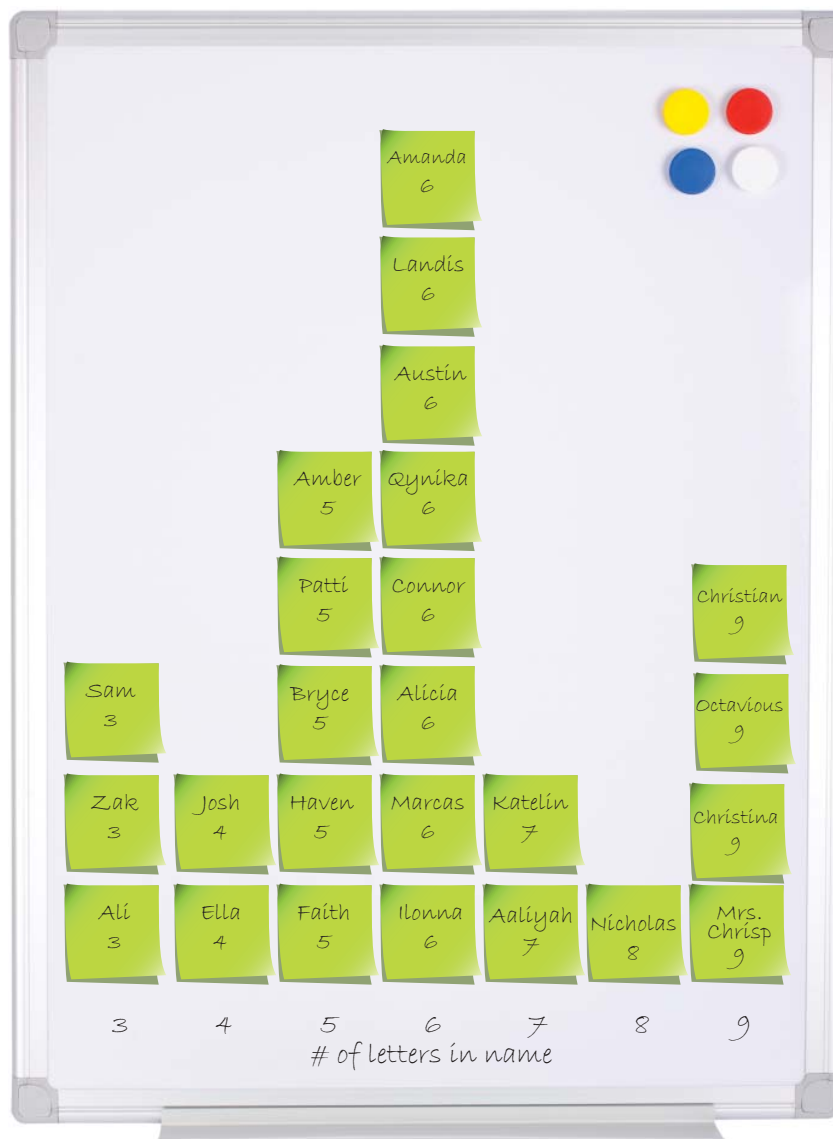 Amanda
6
Landis
6
Austin
6
Amber
5
Qynika
6
Patti
5
Connor
6
Christian
9
Sam
3
Bryce
5
Alicia
6
Octavious
9
Zak
3
Josh
4
Haven
5
Marcas
6
Katelin
7
Christina
9
Ali
3
Ella
4
Faith
5
Ilonna
6
Aaliyah
7
Nicholas
8
Mrs.
Chrisp
9
3 4 5 6 7 8 9
# of letters in name